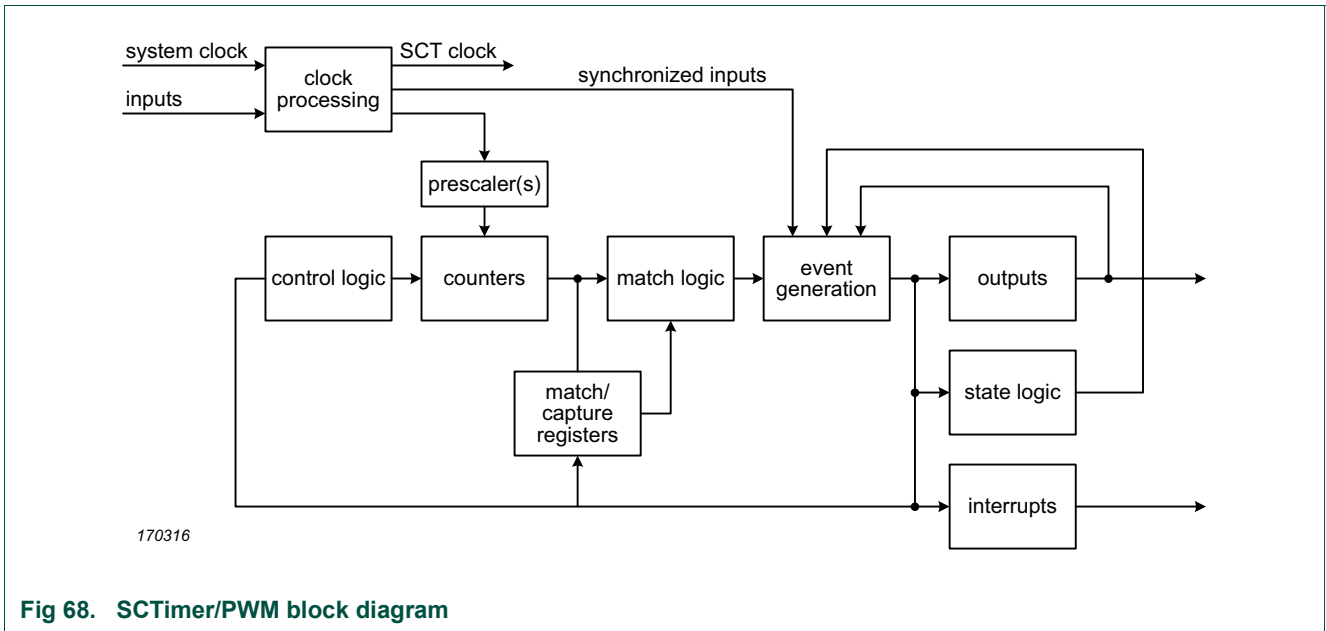 system clock
SCT clock
clock
processing
synchronized inputs
inputs
prescaler(s)
control logic
counters
match logic
event
generation
outputs
match/
capture
registers
state logic
interrupts
170316
Fig 68. SCTimer/PWM block diagram